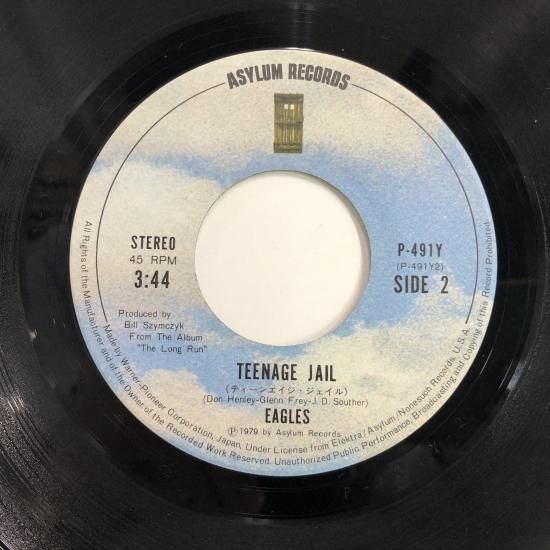 ASYLUM RECORDS
STEREO
45 RPM
3:44
P-491Y
(P-491Y2)
SIDE 2
Produced by
Bill Szymczyk
From The Album
"The Long Run"
TEENAGE JAIL
(ティーンエイジ・ジェイル)
(Don Henley-Glenn Frey-J. D. Souther)
EAGLES
Ⓟ 1979 by Asylum Records
All Rights of the Manufacturer and of the Owner of the Recorded Work Reserved. Unauthorized Public Performance, Broadcasting and Copying of this Record Prohibited.
Made by Warner-Pioneer Corporation, Japan, Under License from Elektra/Asylum/Nonesuch Records, U.S.A.